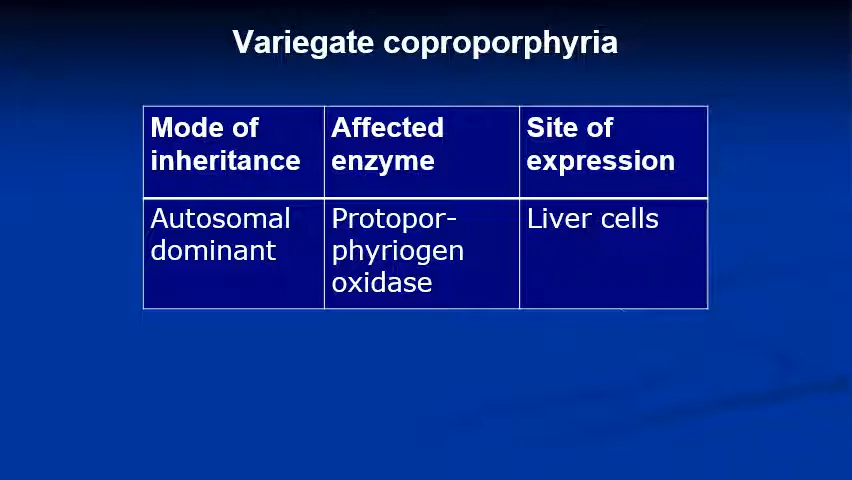 Variegate coproporphyria
Mode of inheritance
Affected enzyme
Site of expression
Autosomal dominant
Protopor-
phyriogen
oxidase
Liver cells